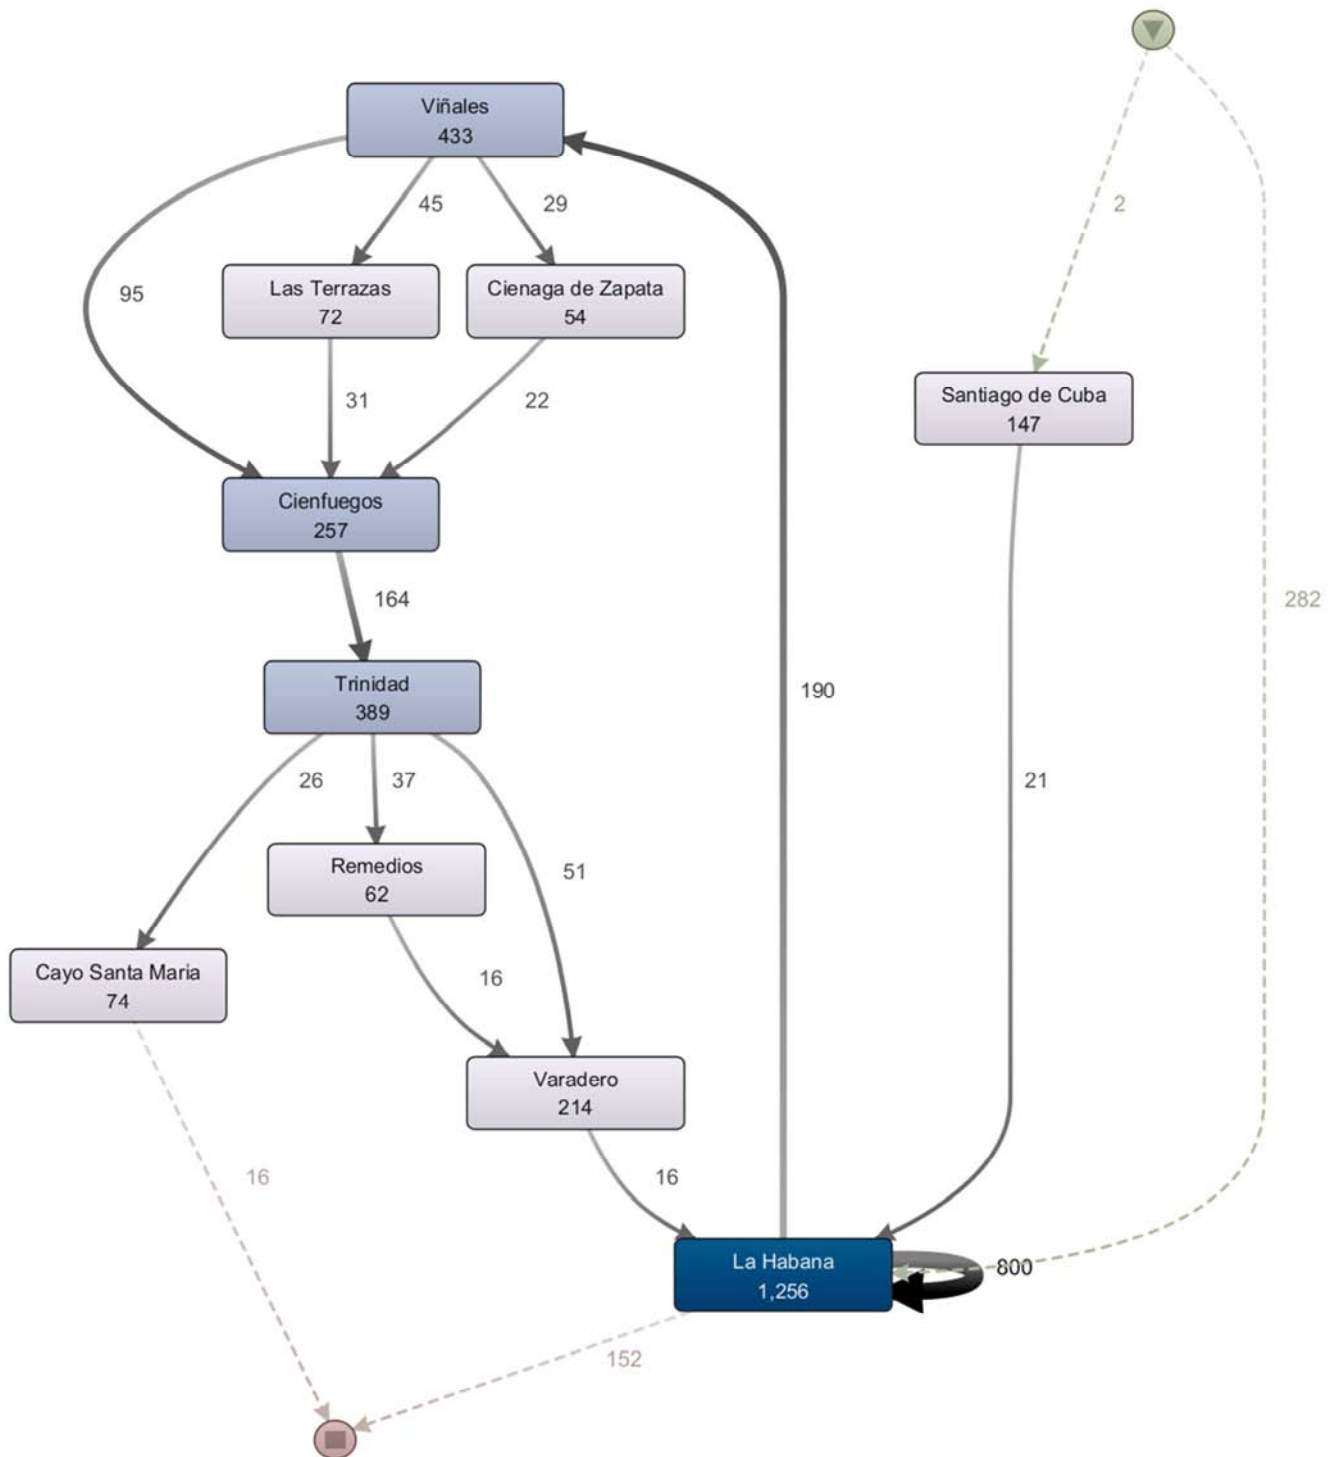 Viñales
433
2
45
29
95
Las Terrazas
72
Cienaga de Zapata
54
31
22
Santiago de Cuba
147
Cienfuegos
257
164
282
Trinidad
389
190
26
37
21
51
Remedios
62
Cayo Santa Maria
74
16
Varadero
214
16
16
La Habana
1,256
800
152